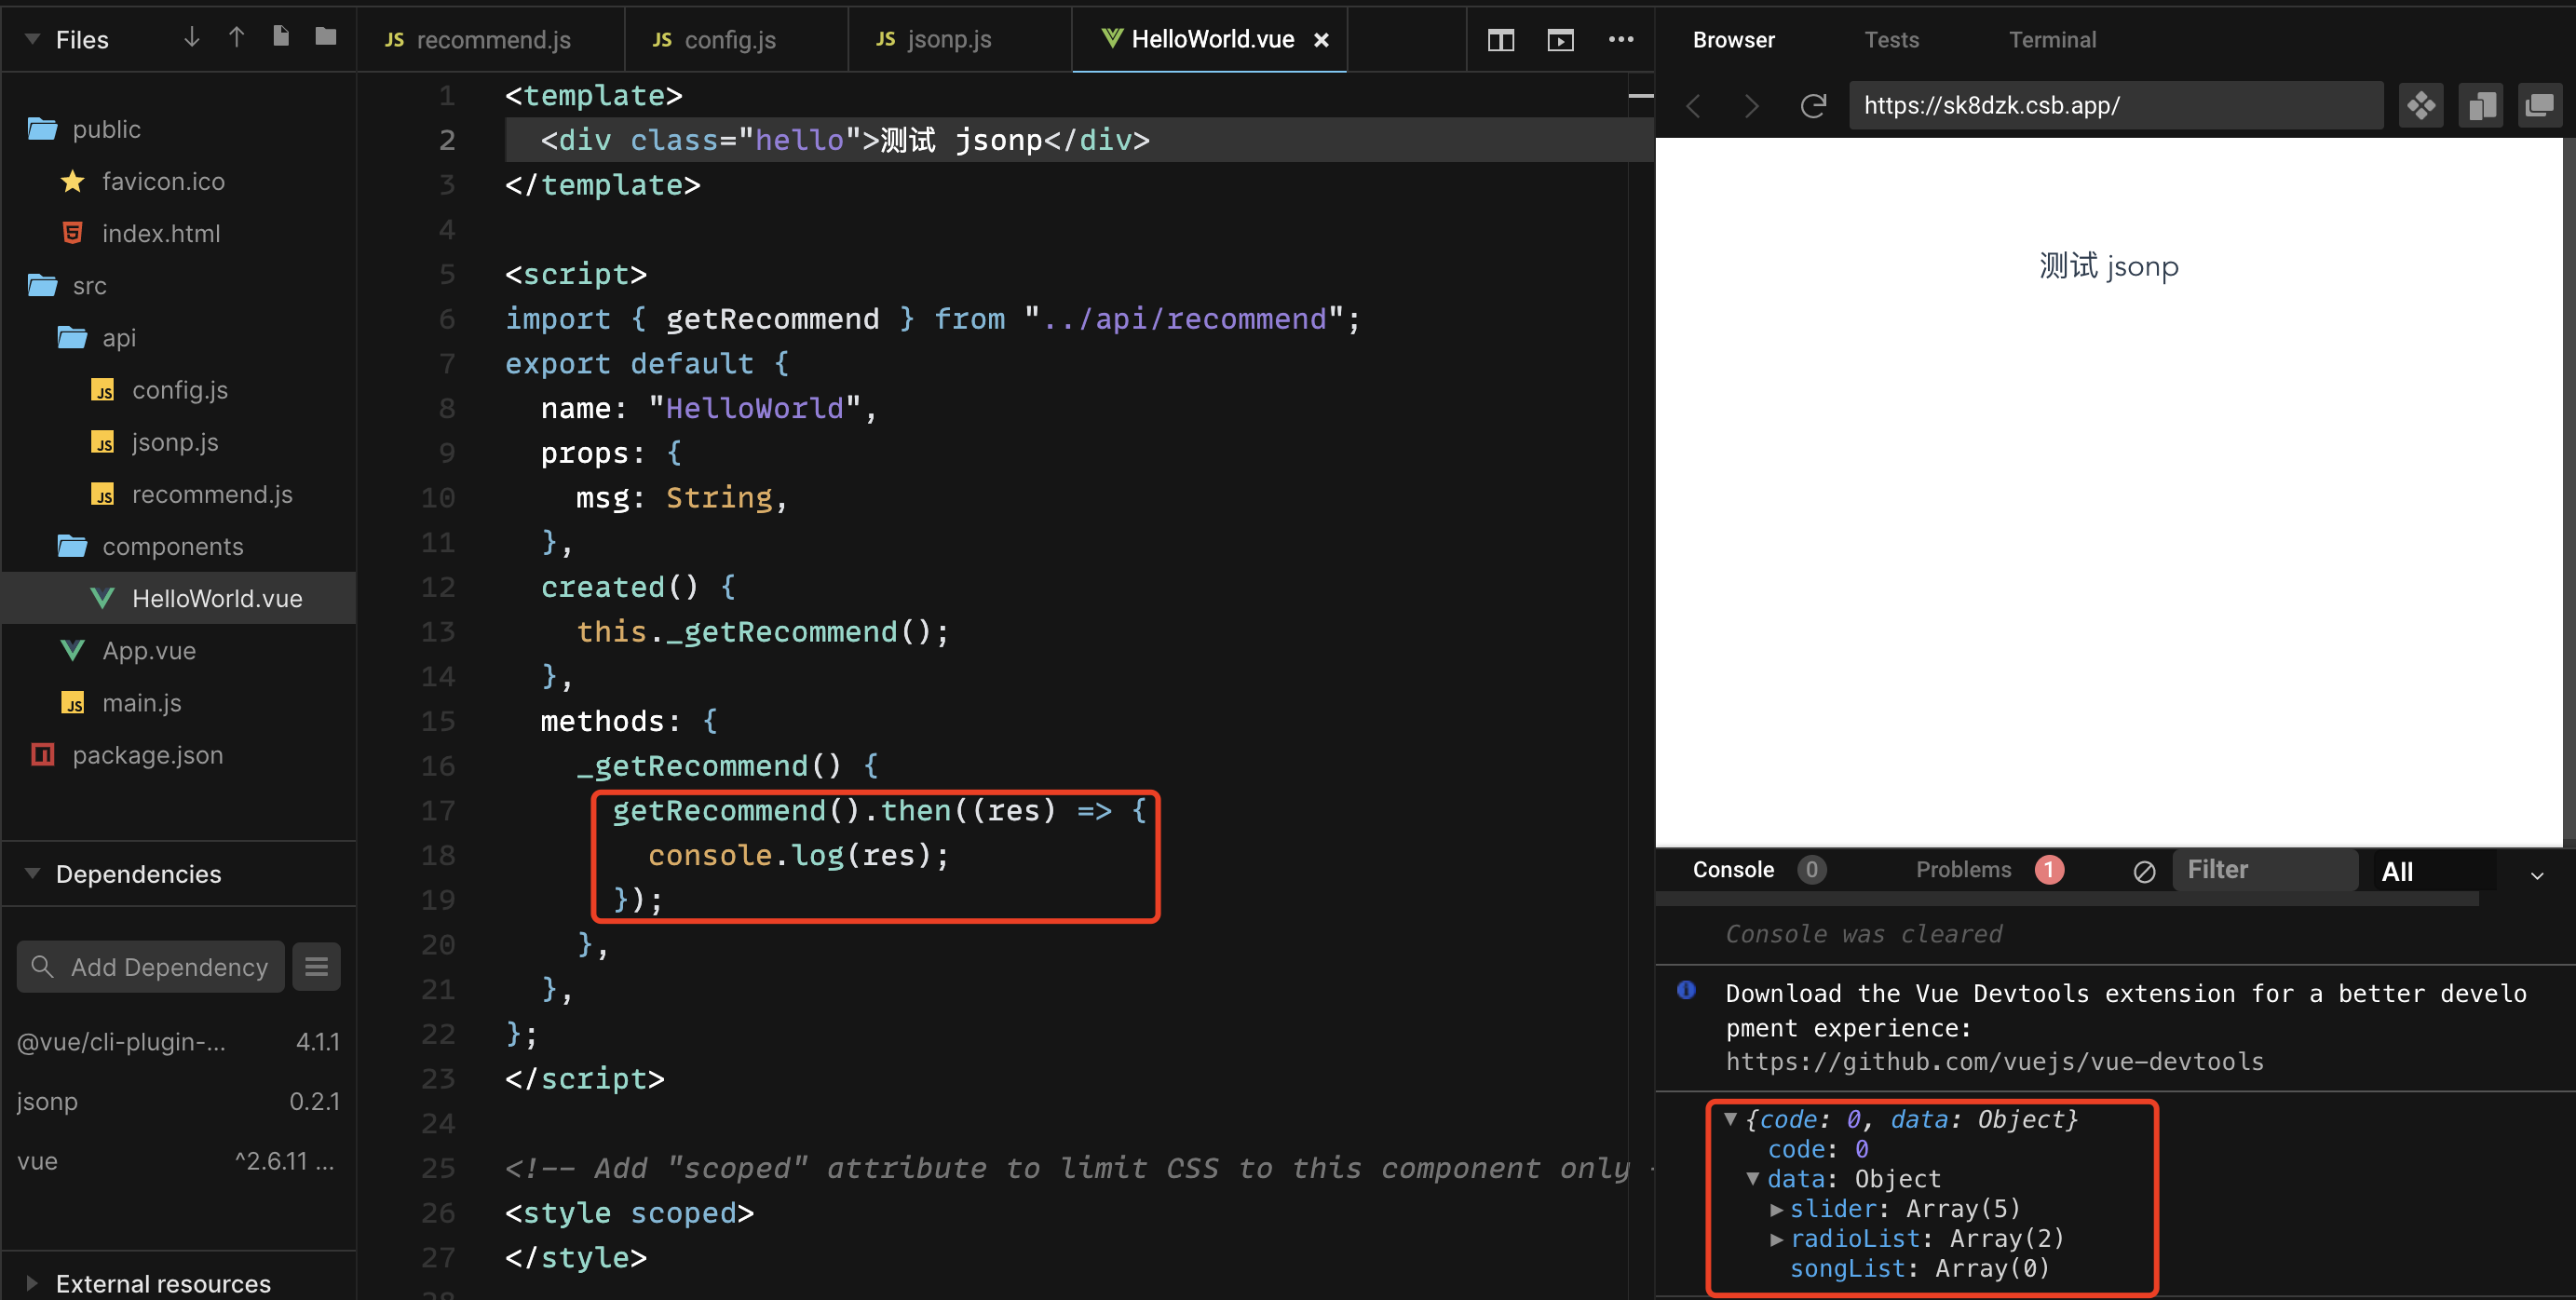 Files
public
favicon.ico
index.html
src
api
config.js
jsonp.js
recommend.js
components
HelloWorld.vue
App.vue
main.js
package.json
Dependencies
Add Dependency
@vue/cli-plugin-... 4.1.1
jsonp 0.2.1
vue ^2.6.11 ...
External resources
JS recommend.js
JS config.js
JS jsonp.js
HelloWorld.vue ×
1 <template>
2 <div class="hello">测试 jsonp</div>
3 </template>
4
5 <script>
6 import { getRecommend } from "../api/recommend";
7 export default {
8 name: "HelloWorld",
9 props: {
10 msg: String,
11 },
12 created() {
13 this._getRecommend();
14 },
15 methods: {
16 _getRecommend() {
17 getRecommend().then((res) => {
18 console.log(res);
19 });
20 },
21 },
22 };
23 </script>
24
25 <!-- Add "scoped" attribute to limit CSS to this component only
26 <style scoped>
27 </style>
Browser Tests Terminal
https://sk8dzk.csb.app/
测试 jsonp
Console 0 Problems 1 Filter All
Console was cleared
Download the Vue Devtools extension for a better develo
pment experience:
https://github.com/vuejs/vue-devtools
▼{code: 0, data: Object}
code: 0
▼data: Object
▶slider: Array(5)
▶radioList: Array(2)
songList: Array(0)